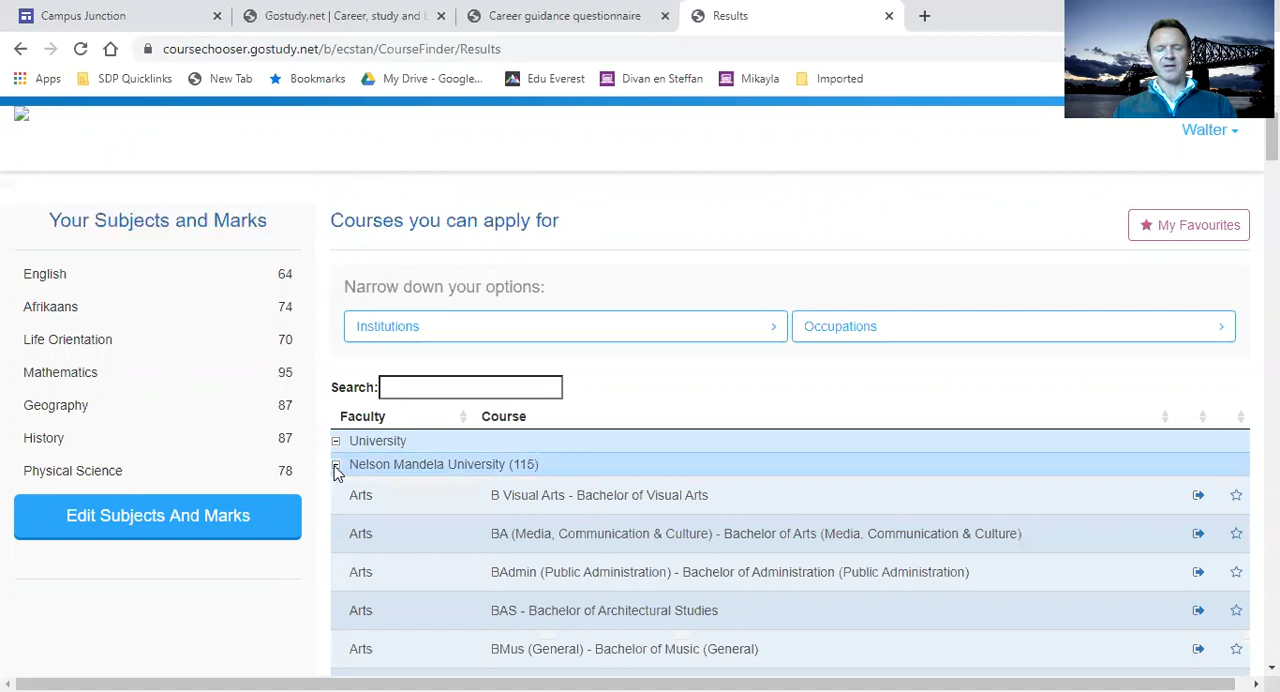 Campus Junction
Gostudy.net | Career, study and
Career guidance questionnaire
Results
coursechooser.gostudy.net/b/ecstan/CourseFinder/Results
Apps SDP Quicklinks New Tab Bookmarks My Drive - Google... Edu Everest Divan en Steffan Mikayla Imported
Walter
Your Subjects and Marks
English 64
Afrikaans 74
Life Orientation 70
Mathematics 95
Geography 87
History 87
Physical Science 78
Edit Subjects And Marks
Courses you can apply for
My Favourites
Narrow down your options:
Institutions
Occupations
Search:
Faculty Course
University
Nelson Mandela University (115)
Arts B Visual Arts - Bachelor of Visual Arts
Arts BA (Media, Communication & Culture) - Bachelor of Arts (Media, Communication & Culture)
Arts BAdmin (Public Administration) - Bachelor of Administration (Public Administration)
Arts BAS - Bachelor of Architectural Studies
Arts BMus (General) - Bachelor of Music (General)